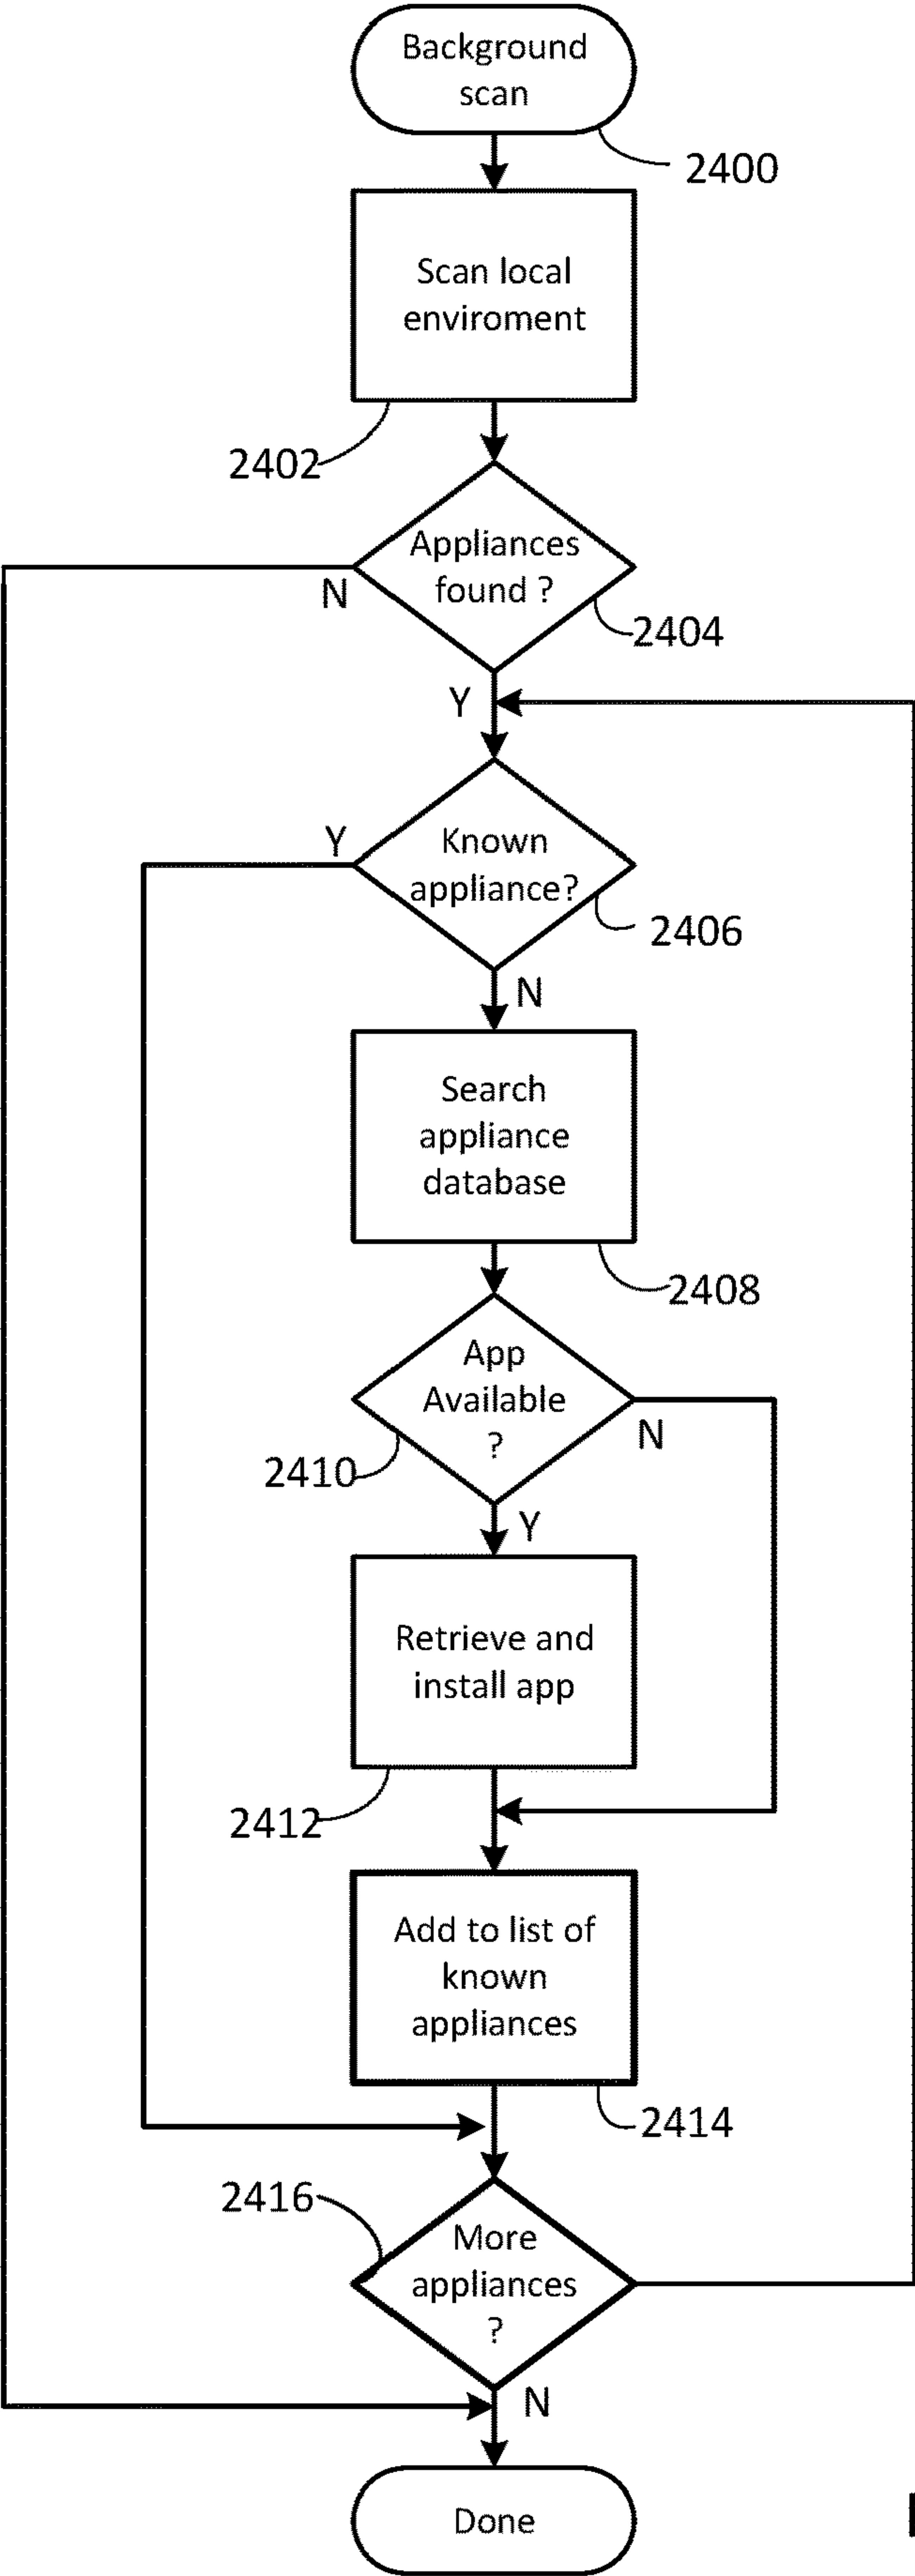 Background
scan
2400
Scan local
enviroment
2402
Appliances
found ?
N
2404
Y
Known
appliance?
Y
2406
N
Search
appliance
database
2408
App
Available
?
N
2410
Y
Retrieve and
install app
2412
Add to list of
known
appliances
2414
2416
More
appliances
?
N
Done